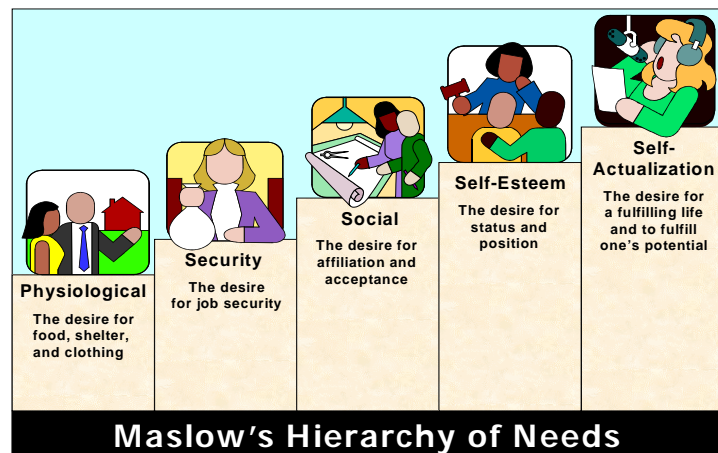 Physiological
The desire for
food, shelter,
and clothing
Security
The desire
for job security
Social
The desire for
affiliation and
acceptance
Self-Esteem
The desire for
status and
position
Self-
Actualization
The desire for
a fulfilling life
and to fulfill
one's potential
Maslow's Hierarchy of Needs